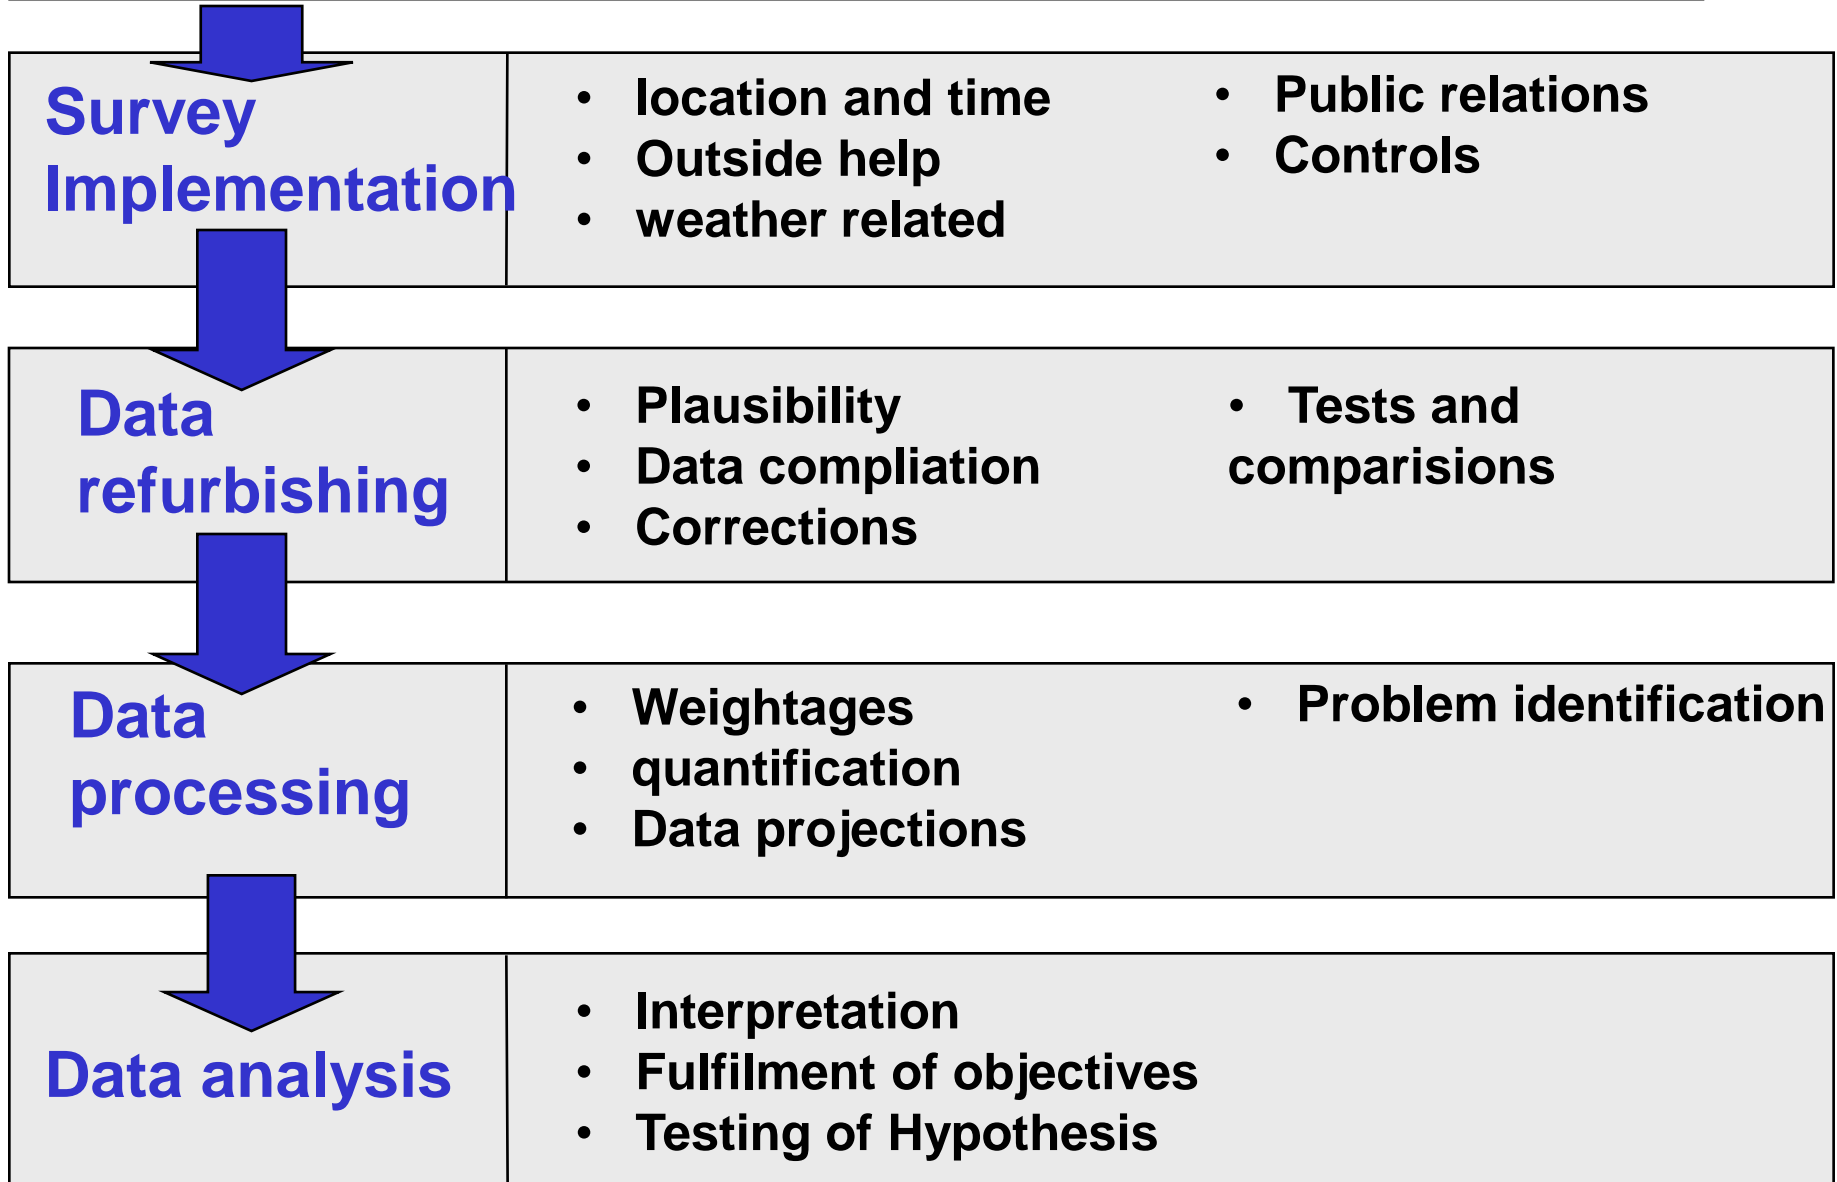 Survey
Implementation
• location and time
• Outside help
• weather related
• Public relations
• Controls
Data
refurbishing
• Plausibility
• Data compliation
• Corrections
• Tests and
comparisions
Data
processing
• Weightages
• quantification
• Data projections
• Problem identification
Data analysis
• Interpretation
• Fulfilment of objectives
• Testing of Hypothesis